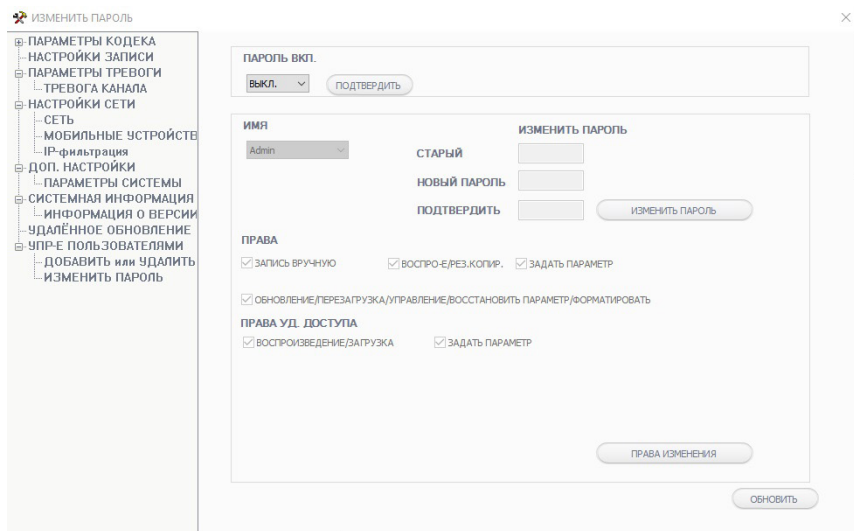 ИЗМЕНИТЬ ПАРОЛЬ
ПАРАМЕТРЫ КОДЕКА
НАСТРОЙКИ ЗАПИСИ
ПАРАМЕТРЫ ТРЕВОГИ
ТРЕВОГА КАНАЛА
НАСТРОЙКИ СЕТИ
СЕТЬ
МОБИЛЬНЫЕ УСТРОЙСТВ
IP-фильтрация
ДОП. НАСТРОЙКИ
ПАРАМЕТРЫ СИСТЕМЫ
СИСТЕМНАЯ ИНФОРМАЦИЯ
ИНФОРМАЦИЯ О ВЕРСИИ
УДАЛЁННОЕ ОБНОВЛЕНИЕ
УПР-Е ПОЛЬЗОВАТЕЛЯМИ
ДОБАВИТЬ или УДАЛИТЬ
ИЗМЕНИТЬ ПАРОЛЬ
ПАРОЛЬ ВКЛ.
ВЫКЛ. ПОДТВЕРДИТЬ
ИМЯ
ИЗМЕНИТЬ ПАРОЛЬ
Admin
СТАРЫЙ
НОВЫЙ ПАРОЛЬ
ПОДТВЕРДИТЬ ИЗМЕНИТЬ ПАРОЛЬ
ПРАВА
ЗАПИСЬ ВРУЧНУЮ ВОСПРО-Е/РЕЗ.КОПИР. ЗАДАТЬ ПАРАМЕТР
ОБНОВЛЕНИЕ/ПЕРЕЗАГРУЗКА/УПРАВЛЕНИЕ/ВОССТАНОВИТЬ ПАРАМЕТР/ФОРМАТИРОВАТЬ
ПРАВА УД. ДОСТУПА
ВОСПРОИЗВЕДЕНИЕ/ЗАГРУЗКА ЗАДАТЬ ПАРАМЕТР
ПРАВА ИЗМЕНЕНИЯ
ОБНОВИТЬ